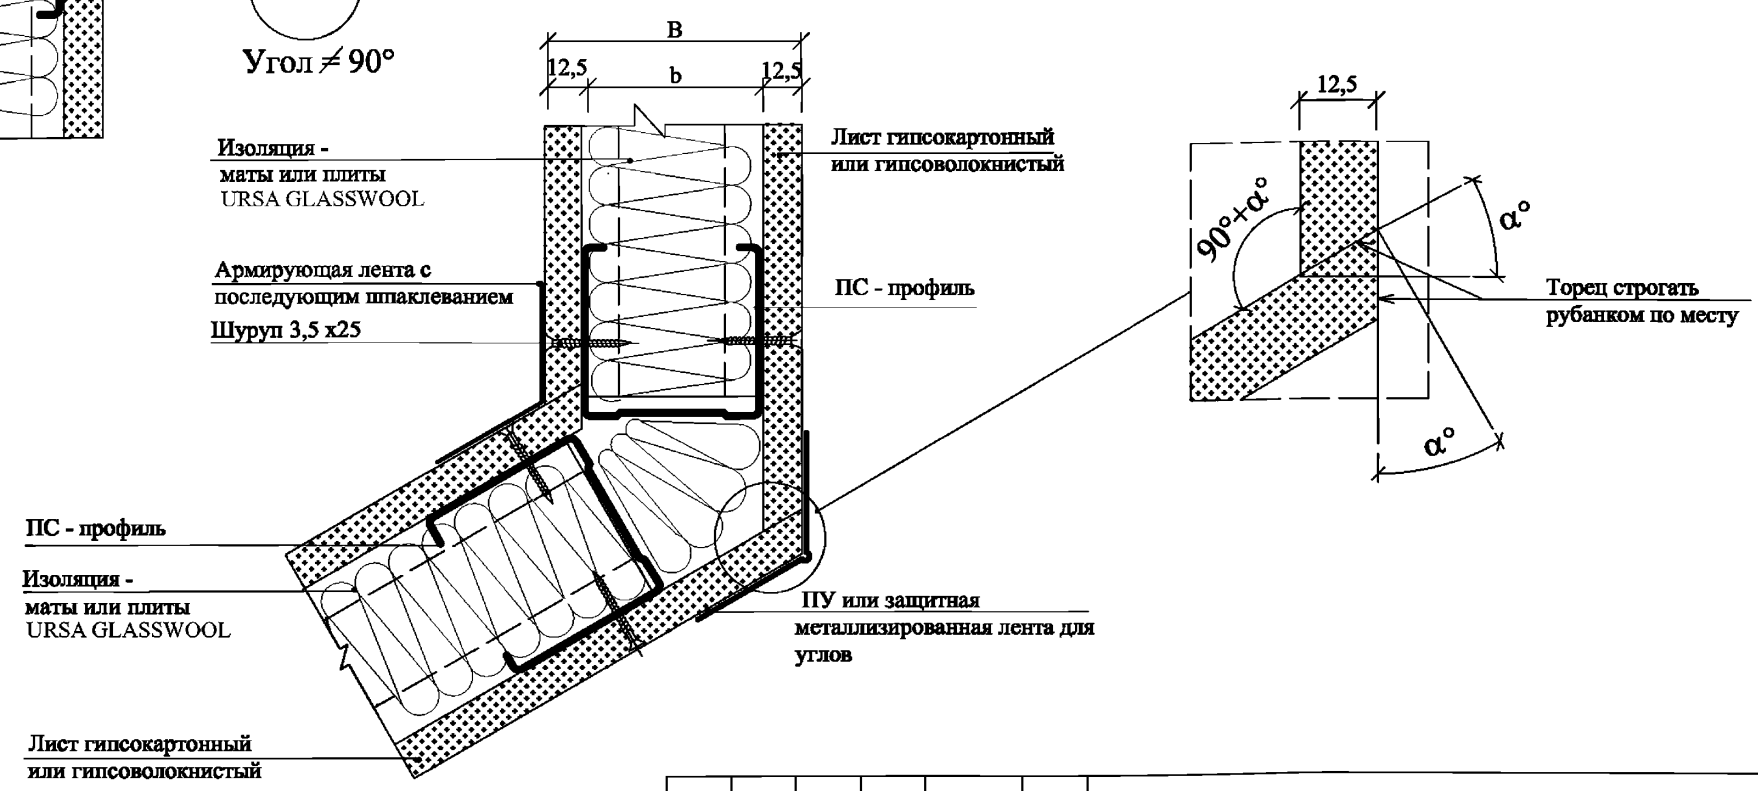 Угол ≠ 90°
B
12,5
b
12,5
Изоляция -
маты или плиты
URSA GLASSWOOL
Лист гипсокартонный
или гипсоволокнистый
Армирующая лента с
последующим шпаклеванием
Шуруп 3,5 х25
ПС - профиль
12,5
90°+α°
α°
Торец строгать
рубанком по месту
α°
ПС - профиль
Изоляция -
маты или плиты
URSA GLASSWOOL
ПУ или защитная
металлизированная лента для
углов
Лист гипсокартонный
или гипсоволокнистый